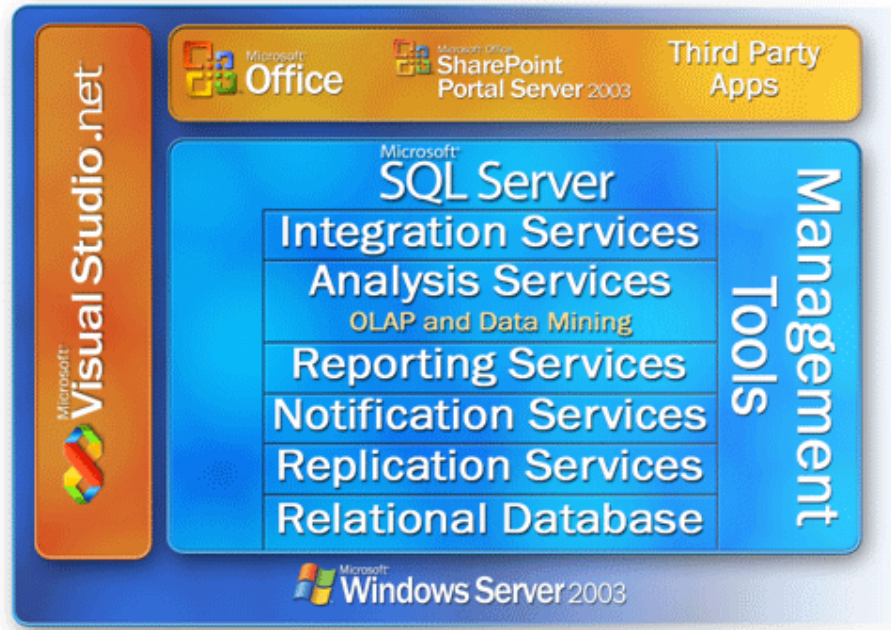 Microsoft
Visual Studio .net
Microsoft
Office
Microsoft Office
SharePoint
Portal Server 2003
Third Party
Apps
Microsoft
SQL Server
Integration Services
Analysis Services
OLAP and Data Mining
Reporting Services
Notification Services
Replication Services
Relational Database
Management
Tools
Microsoft
Windows Server 2003